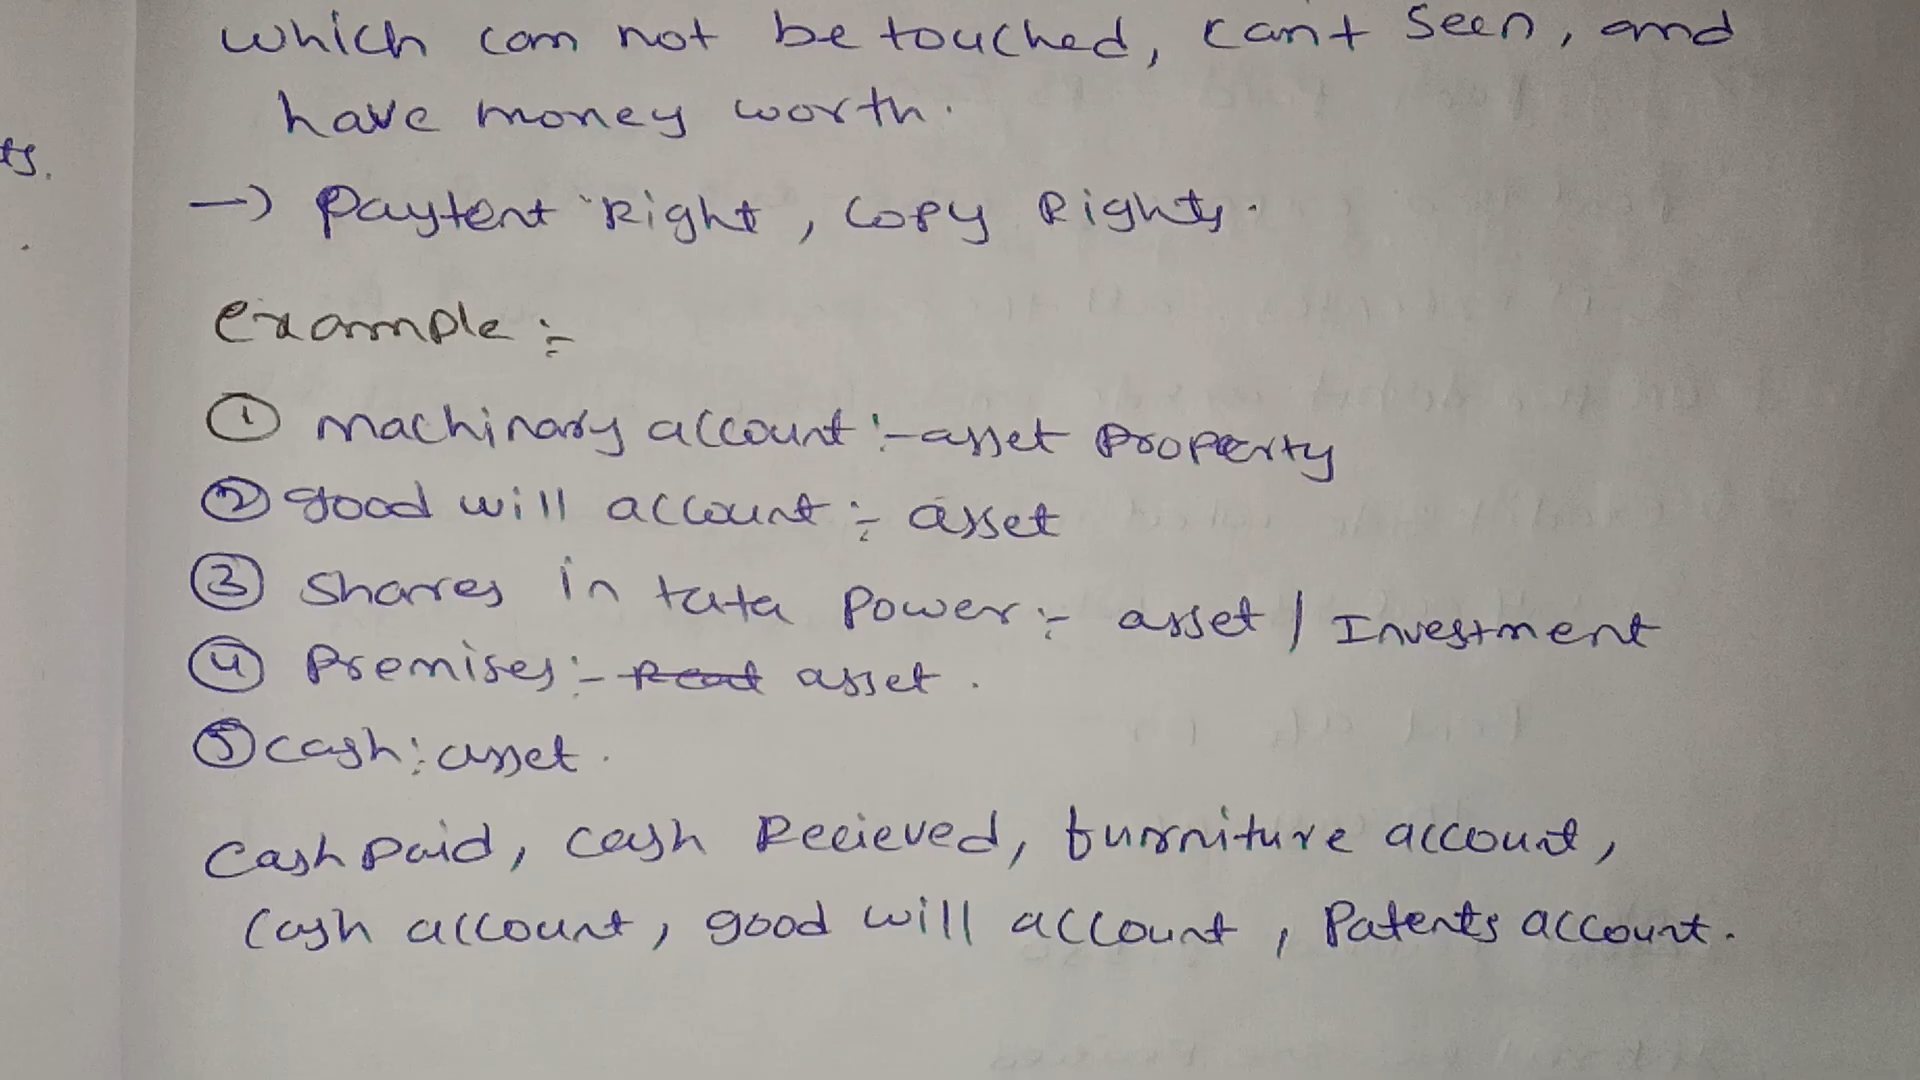 which can not be touched, can't seen, and
have money worth.
ts.
→ Paytent Right, Copy Rights.
Example :-
① machinary account :- asset property
② good will account :- asset
③ shares in tata Power :- asset / Investment
④ Premises :- asset.
⑤ cash :- asset.
Cash paid, cash Recieved, furniture account,
Cash account, good will account, Patents account.